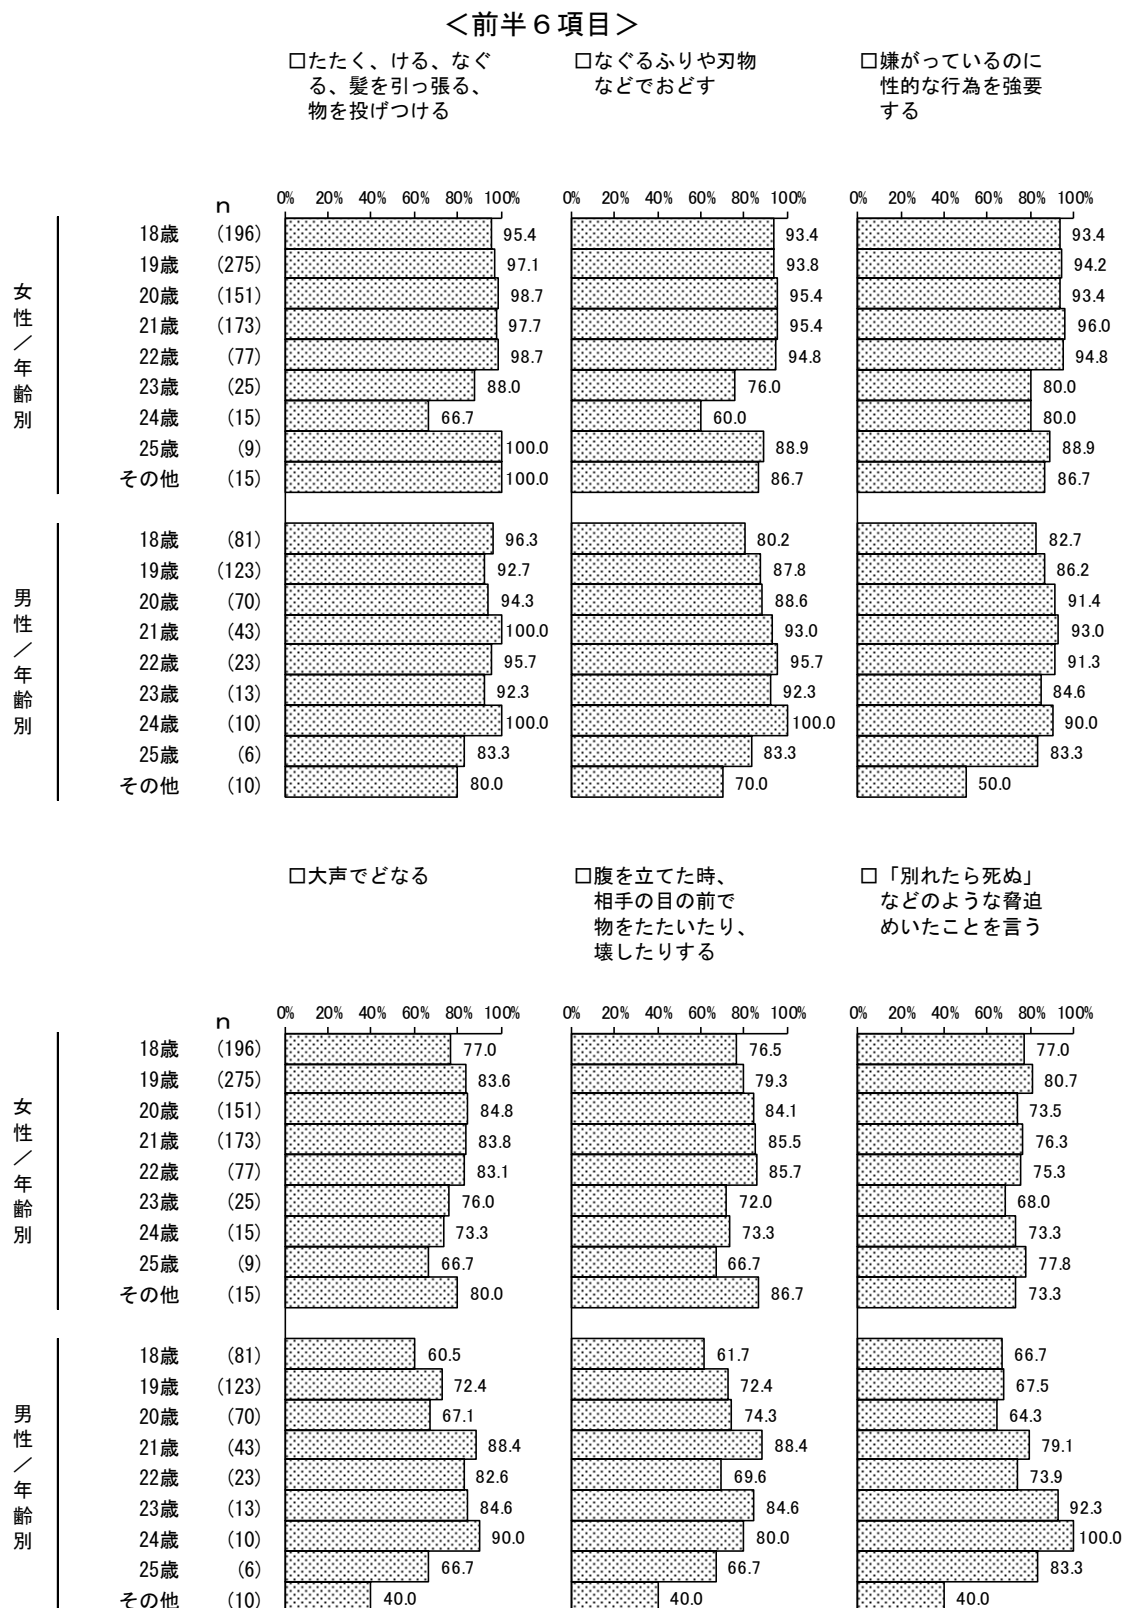 ＜前半６項目＞
□たたく、ける、なぐ
る、髪を引っ張る、
物を投げつける
□なぐるふりや刃物
などでおどす
□嫌がっているのに
性的な行為を強要
する
0% 20% 40% 60% 80% 100% 0% 20% 40% 60% 80% 100% 0% 20% 40% 60% 80% 100%
n
女性／年齢別
18歳 (196) 95.4 93.4 93.4
19歳 (275) 97.1 93.8 94.2
20歳 (151) 98.7 95.4 93.4
21歳 (173) 97.7 95.4 96.0
22歳 (77) 98.7 94.8 94.8
23歳 (25) 88.0 76.0 80.0
24歳 (15) 66.7 60.0 80.0
25歳 (9) 100.0 88.9 88.9
その他 (15) 100.0 86.7 86.7
男性／年齢別
18歳 (81) 96.3 80.2 82.7
19歳 (123) 92.7 87.8 86.2
20歳 (70) 94.3 88.6 91.4
21歳 (43) 100.0 93.0 93.0
22歳 (23) 95.7 95.7 91.3
23歳 (13) 92.3 92.3 84.6
24歳 (10) 100.0 100.0 90.0
25歳 (6) 83.3 83.3 83.3
その他 (10) 80.0 70.0 50.0
□大声でどなる
□腹を立てた時、
相手の目の前で
物をたたいたり、
壊したりする
□「別れたら死ぬ」
などのような脅迫
めいたことを言う
0% 20% 40% 60% 80% 100% 0% 20% 40% 60% 80% 100% 0% 20% 40% 60% 80% 100%
n
女性／年齢別
18歳 (196) 77.0 76.5 77.0
19歳 (275) 83.6 79.3 80.7
20歳 (151) 84.8 84.1 73.5
21歳 (173) 83.8 85.5 76.3
22歳 (77) 83.1 85.7 75.3
23歳 (25) 76.0 72.0 68.0
24歳 (15) 73.3 73.3 73.3
25歳 (9) 66.7 66.7 77.8
その他 (15) 80.0 86.7 73.3
男性／年齢別
18歳 (81) 60.5 61.7 66.7
19歳 (123) 72.4 72.4 67.5
20歳 (70) 67.1 74.3 64.3
21歳 (43) 88.4 88.4 79.1
22歳 (23) 82.6 69.6 73.9
23歳 (13) 84.6 84.6 92.3
24歳 (10) 90.0 80.0 100.0
25歳 (6) 66.7 66.7 83.3
その他 (10) 40.0 40.0 40.0